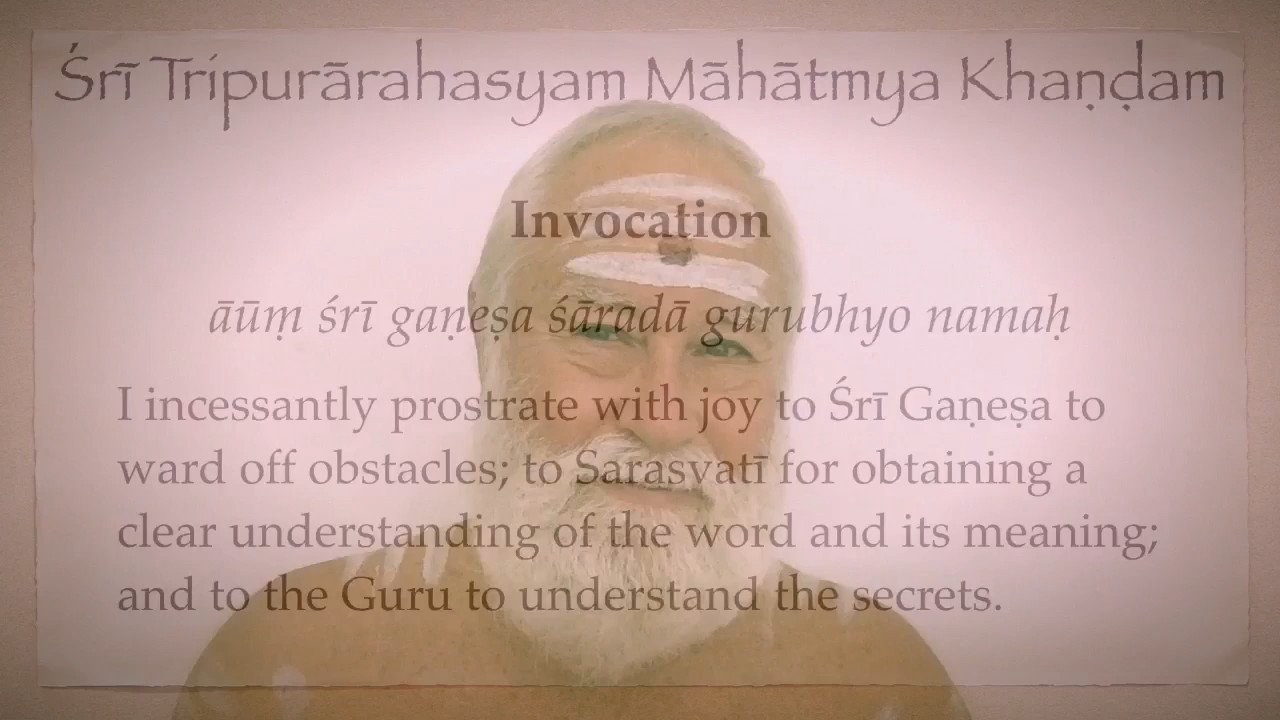 Śrī Tripurārahasyam Māhātmya Khaṇḍam
Invocation
āūṃ śrī gaṇeṣa śāradā gurubhyo namaḥ
I incessantly prostrate with joy to Śrī Gaṇeṣa to
ward off obstacles; to Sarasvatī for obtaining a
clear understanding of the word and its meaning;
and to the Guru to understand the secrets.